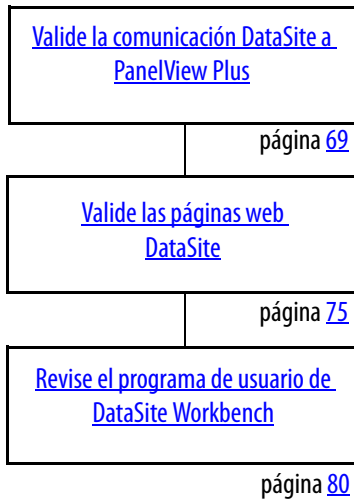 Valide la comunicación DataSite a
PanelView Plus
página 69
Valide las páginas web
DataSite
página 75
Revise el programa de usuario de
DataSite Workbench
página 80